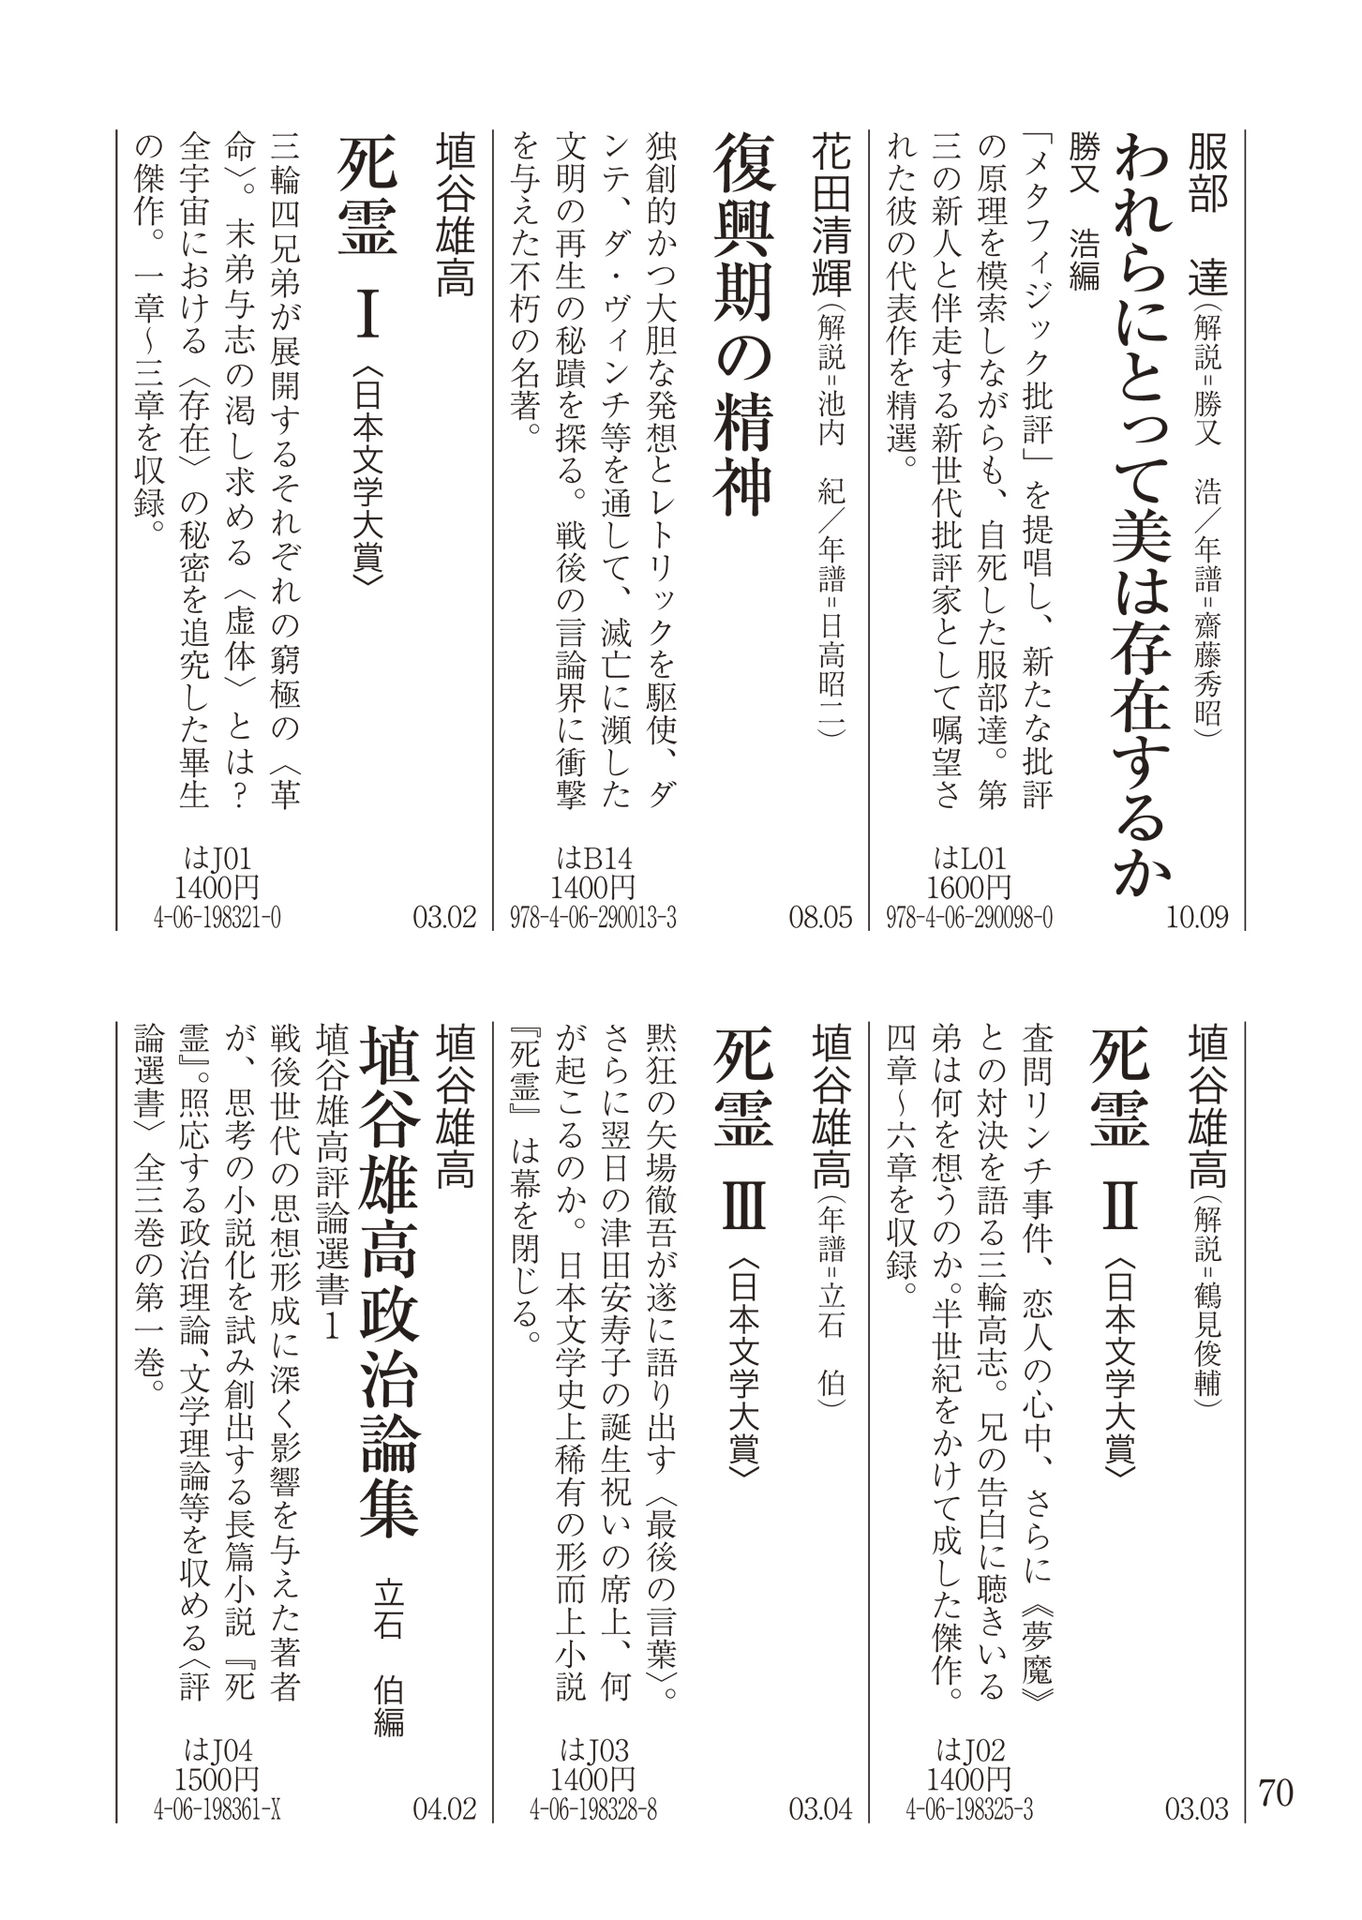 服部　達（解説＝勝又　浩／年譜＝齋藤秀昭）
われらにとって美は存在するか
勝又　浩編
「メタフィジック批評」を提唱し、新たな批評
の原理を模索しながらも、自死した服部達。第
三の新人と伴走する新世代批評家として嘱望さ
れた彼の代表作を精選。
はL01
1600円
978-4-06-290098-0
10.09
花田清輝（解説＝池内　紀／年譜＝日高昭二）
復興期の精神
独創的かつ大胆な発想とレトリックを駆使、ダ
ンテ、ダ・ヴィンチ等を通して、滅亡に瀕した
文明の再生の秘蹟を探る。戦後の言論界に衝撃
を与えた不朽の名著。
はB14
1400円
978-4-06-290013-3
08.05
埴谷雄高
死霊　Ⅰ〈日本文学大賞〉
三輪四兄弟が展開するそれぞれの窮極の〈革
命〉。末弟与志の渇し求める〈虚体〉とは？
全宇宙における〈存在〉の秘密を追究した畢生
の傑作。一章～三章を収録。
はJ01
1400円
4-06-198321-0
03.02
埴谷雄高（解説＝鶴見俊輔）
死霊　Ⅱ〈日本文学大賞〉
査問リンチ事件、恋人の心中、さらに《夢魔》
との対決を語る三輪高志。兄の告白に聴きいる
弟は何を想うのか。半世紀をかけて成した傑作。
四章～六章を収録。
はJ02
1400円
4-06-198325-3
03.03
埴谷雄高（年譜＝立石　伯）
死霊　Ⅲ〈日本文学大賞〉
黙狂の矢場徹吾が遂に語り出す〈最後の言葉〉。
さらに翌日の津田安寿子の誕生祝いの席上、何
が起こるのか。日本文学史上稀有の形而上小説
『死霊』は幕を閉じる。
はJ03
1400円
4-06-198328-8
03.04
埴谷雄高
埴谷雄高政治論集　立石　伯編
埴谷雄高評論選書1
戦後世代の思想形成に深く影響を与えた著者
が、思考の小説化を試み創出する長篇小説『死
霊』。照応する政治理論、文学理論等を収める〈評
論選書〉全三巻の第一巻。
はJ04
1500円
4-06-198361-X
04.02
70